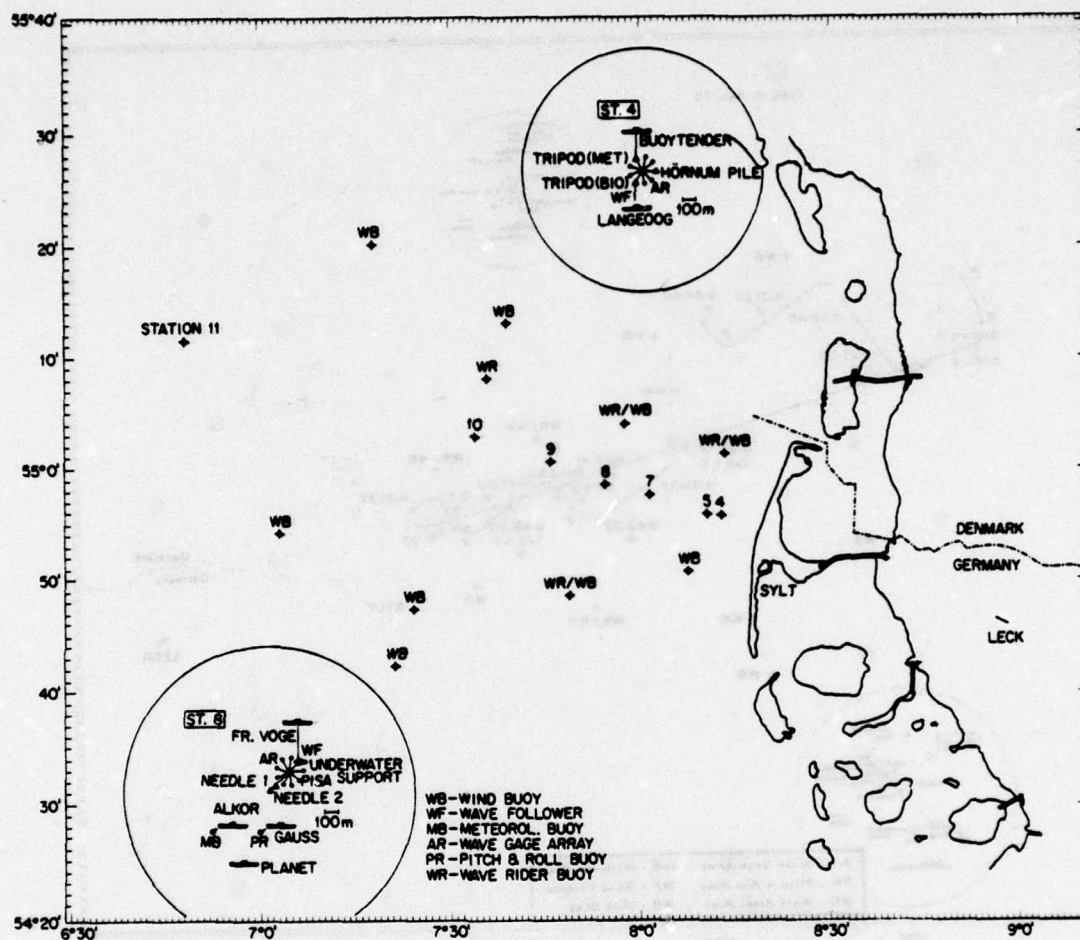 55°40'
30'
20'
10'
55°0'
50'
40'
30'
54°20'
6°30'
7°0'
7°30'
8°0'
8°30'
9°0'
ST. 4
BUOYTENDER
TRIPOD(MET)
HÖRNUM PILE
TRIPOD(BIO)
AR
WF
100m
LANGEOOG
WB
WB
STATION 11
WR
WR/WB
10
WR/WB
9
8
7
5 4
WB
DENMARK
GERMANY
WB
WR/WB
SYLT
WB
LECK
WB
ST. 8
FR. VOGE
WF
AR
UNDERWATER
SUPPORT
NEEDLE 1
PISA
NEEDLE 2
ALKOR
100m
MB
PR
GAUSS
PLANET
WB-WIND BUOY
WF-WAVE FOLLOWER
MB-METEOROL. BUOY
AR-WAVE GAGE ARRAY
PR-PITCH & ROLL BUOY
WR-WAVE RIDER BUOY